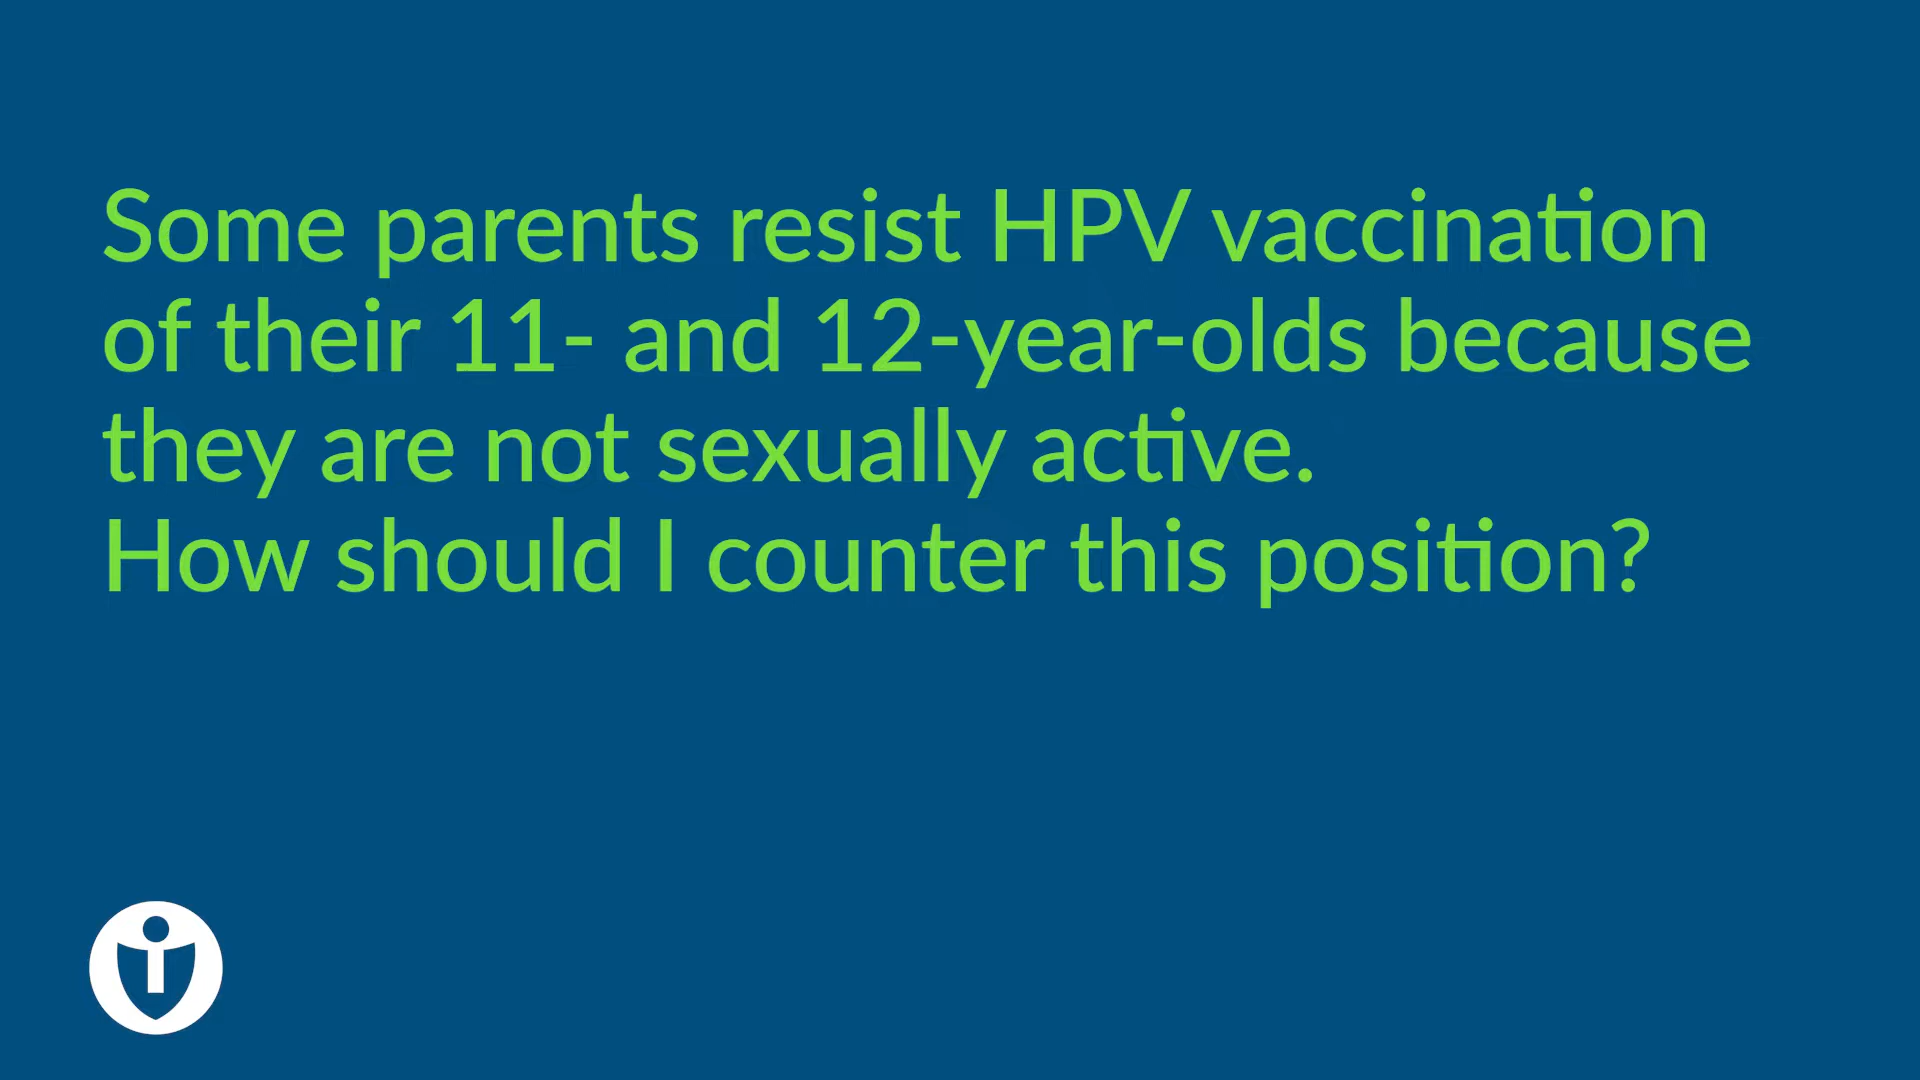 Some parents resist HPV vaccination
of their 11- and 12-year-olds because
they are not sexually active.
How should I counter this position?